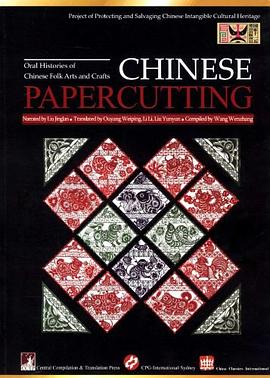 Project of Protecting and Salvaging Chinese Intangible Cultural Heritage
Oral Histories of
Chinese Folk Arts and Crafts
CHINESE
PAPERCUTTING
Narrated by Liu Jinglan • Translated by Ouyang Weiping, Li Li, Liu Yunyan • Compiled by Wang Wenzhang
Central Compilation & Translation Press
CPG-International Sydney
China Classics International